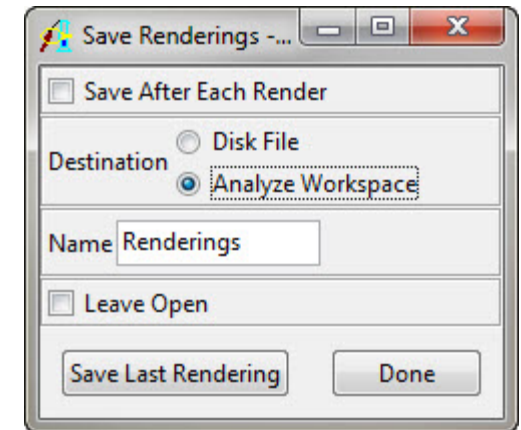 Save Renderings -...
Save After Each Render
Destination
Disk File
Analyze Workspace
Name Renderings
Leave Open
Save Last Rendering Done